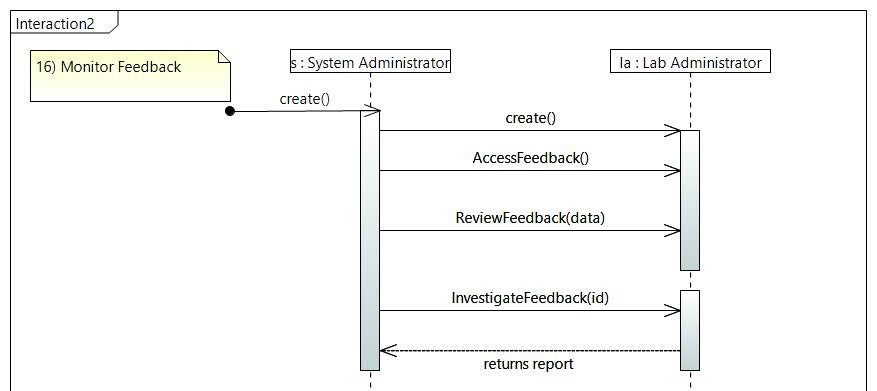 Interaction2
16) Monitor Feedback
s : System Administrator
la : Lab Administrator
create()
create()
AccessFeedback()
ReviewFeedback(data)
InvestigateFeedback(id)
returns report